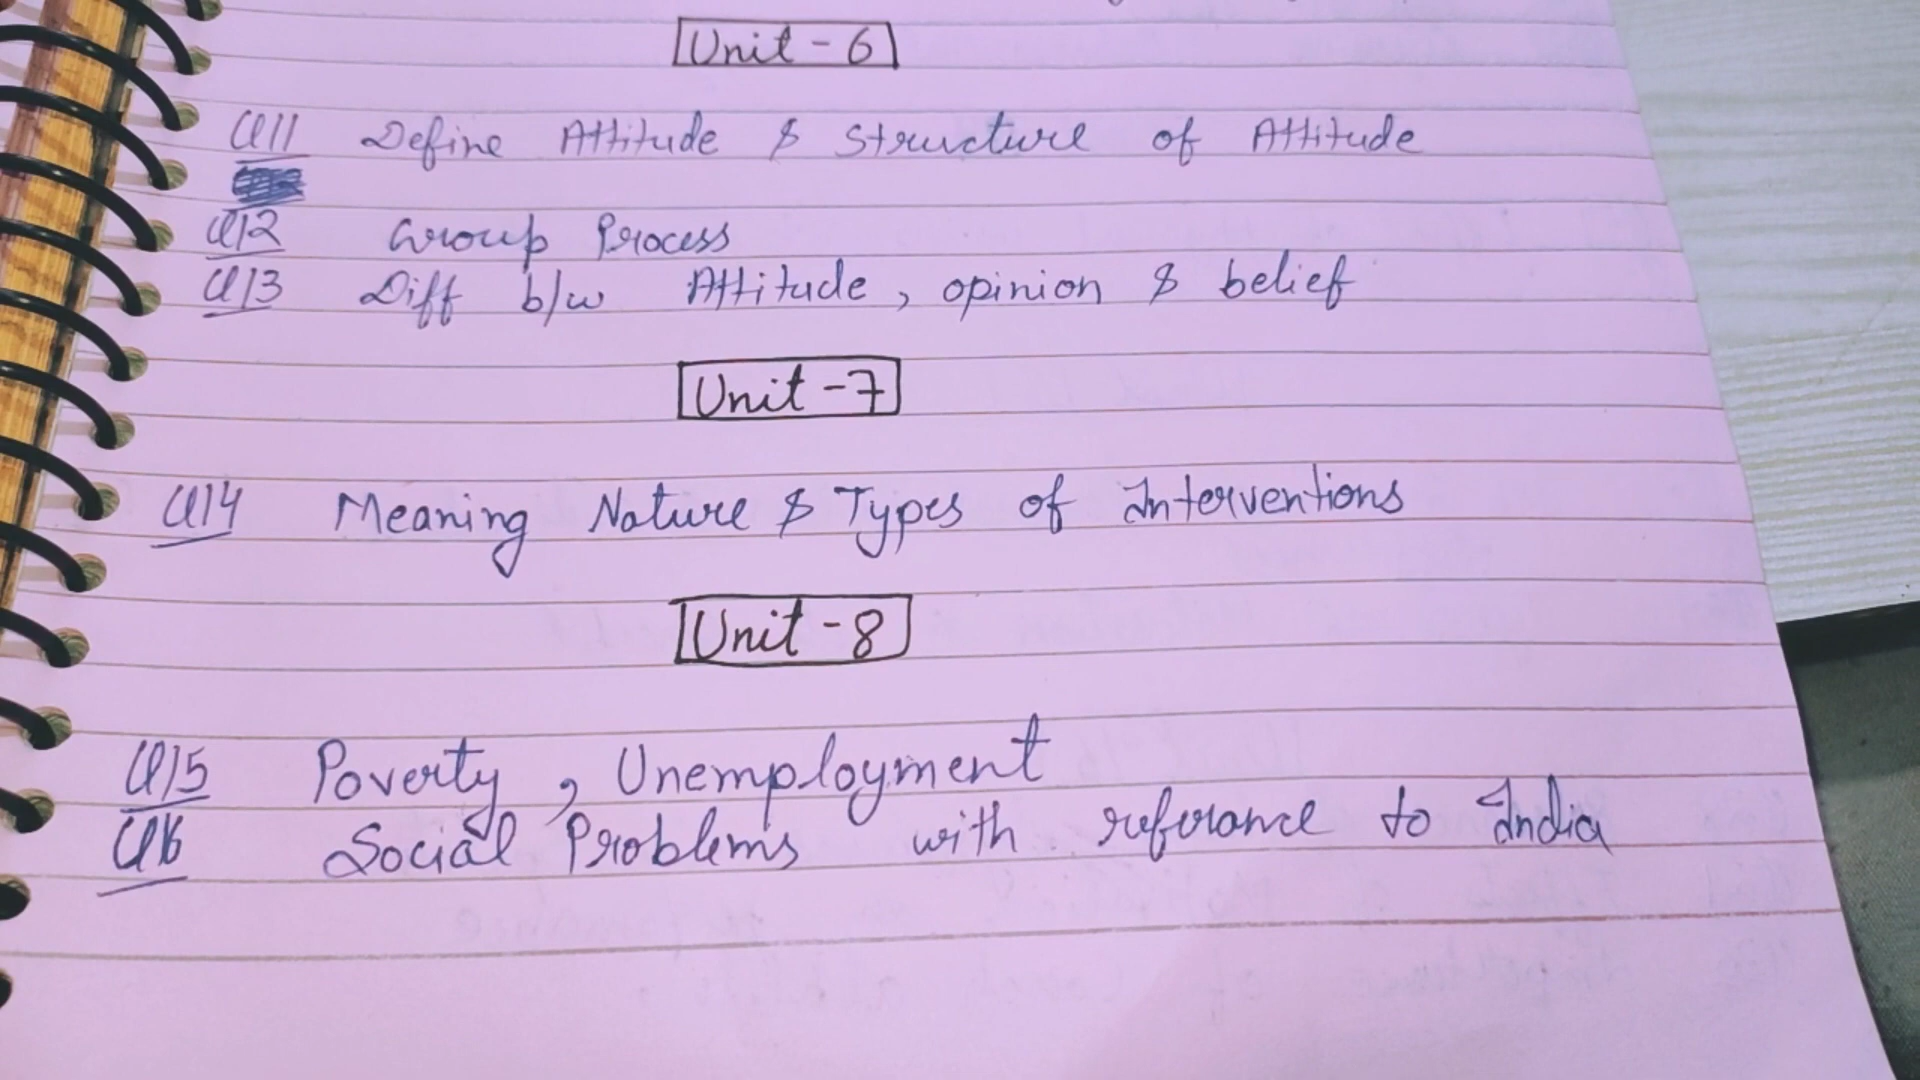 Unit - 6
Q11 Define Attitude & Structure of Attitude
Q12 Group Process
Q13 Diff b/w Attitude, opinion & belief
Unit - 7
Q14 Meaning Nature & Types of Interventions
Unit - 8
Q15 Poverty, Unemployment
Q16 Social Problems with referance to India